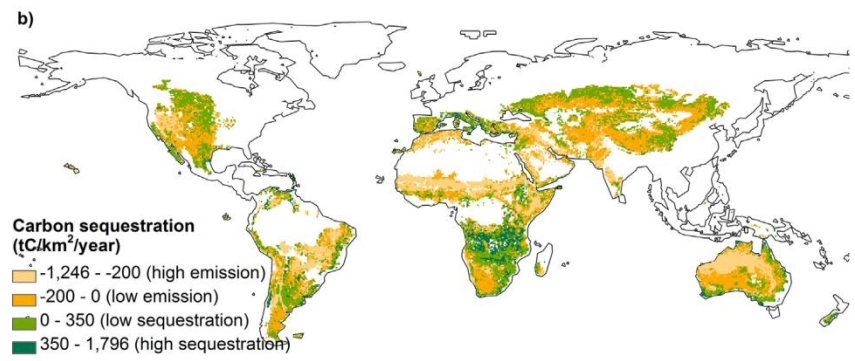 b)
Carbon sequestration
(tC/km²/year)
-1,246 - -200 (high emission)
-200 - 0 (low emission)
0 - 350 (low sequestration)
350 - 1,796 (high sequestration)